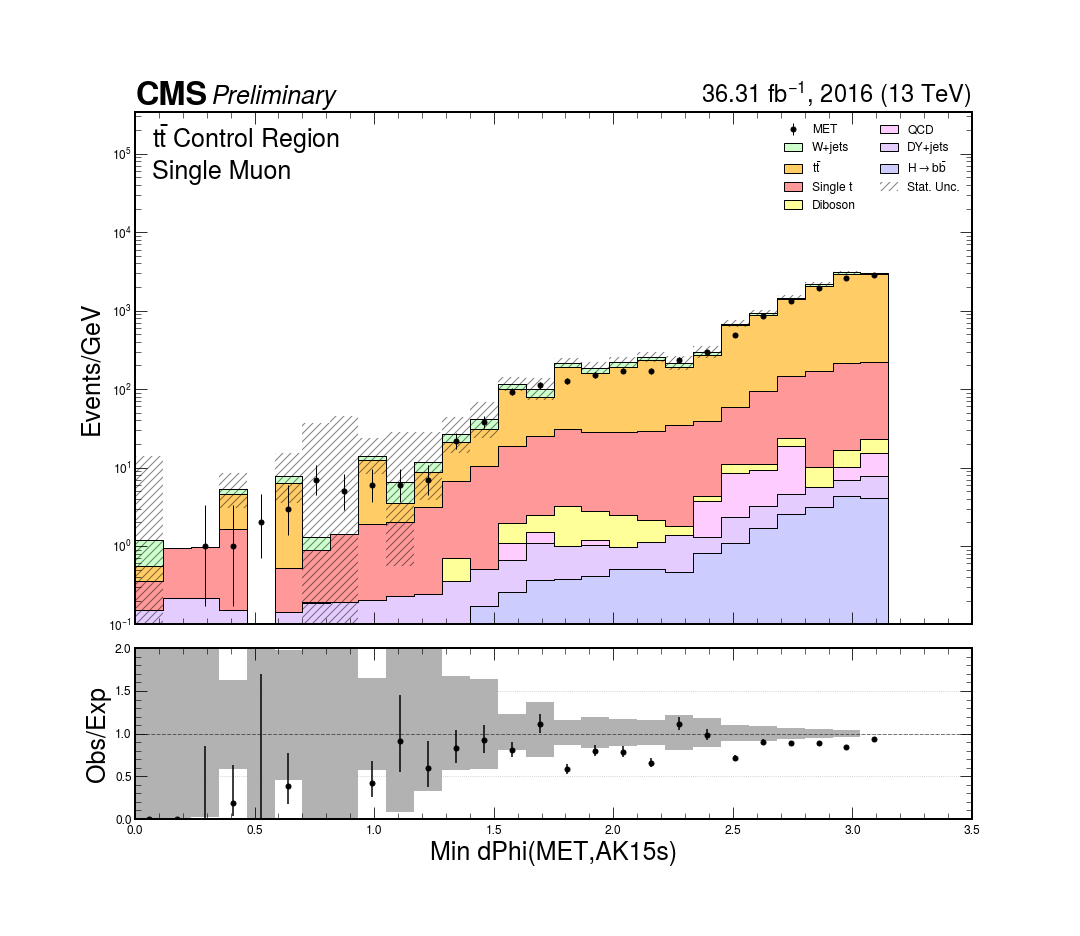 CMS Preliminary
36.31 fb⁻¹, 2016 (13 TeV)
tt̄ Control Region
Single Muon
MET
W+jets
tt̄
Single t
Diboson
QCD
DY+jets
H→bb̄
Stat. Unc.
Events/GeV
10⁵
10⁴
10³
10²
10¹
10⁰
10⁻¹
Obs/Exp
2.0
1.5
1.0
0.5
0.0
0.0 0.5 1.0 1.5 2.0 2.5 3.0 3.5
Min dPhi(MET,AK15s)